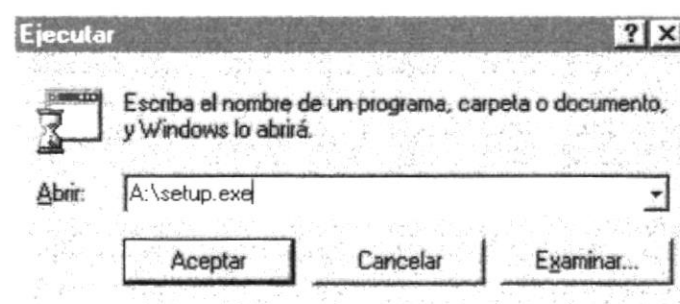 Ejecutar
Escriba el nombre de un programa, carpeta o documento,
y Windows lo abrirá.
Abrir:
A:\setup.exe
Aceptar
Cancelar
Examinar...